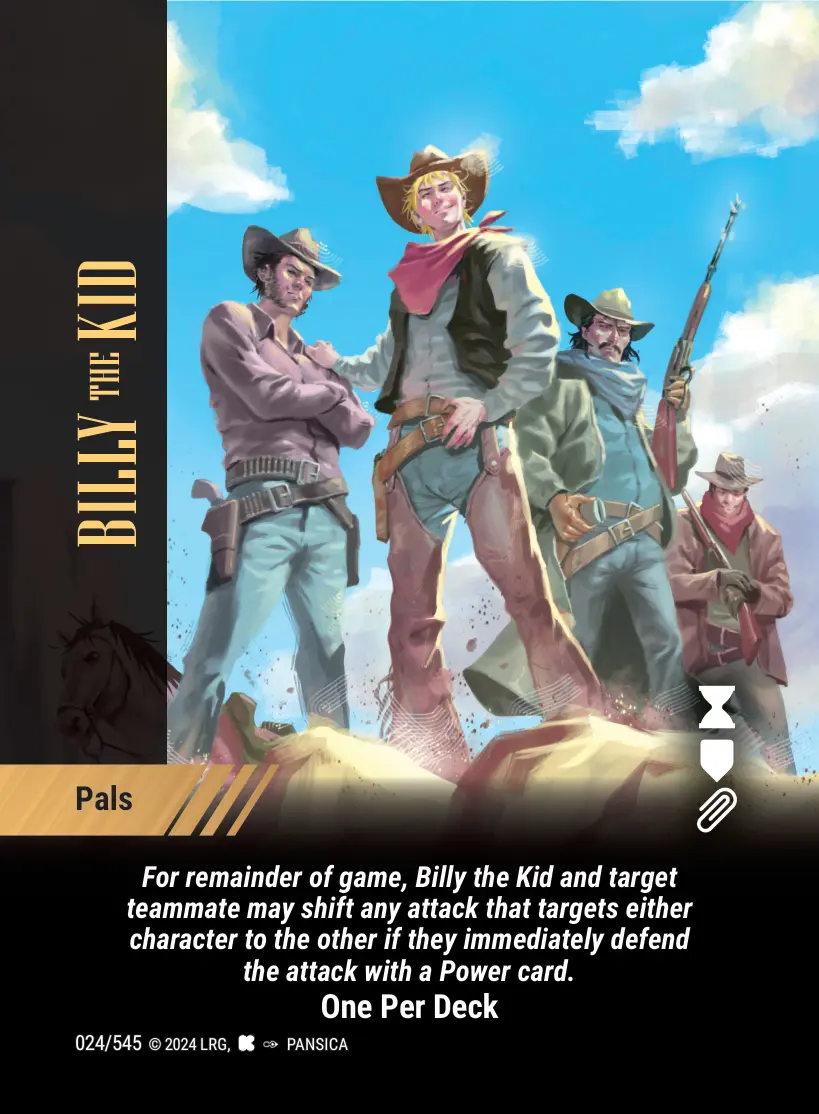 BILLY THE KID
Pals
For remainder of game, Billy the Kid and target
teammate may shift any attack that targets either
character to the other if they immediately defend
the attack with a Power card.
One Per Deck
024/545 © 2024 LRG, PANSICA